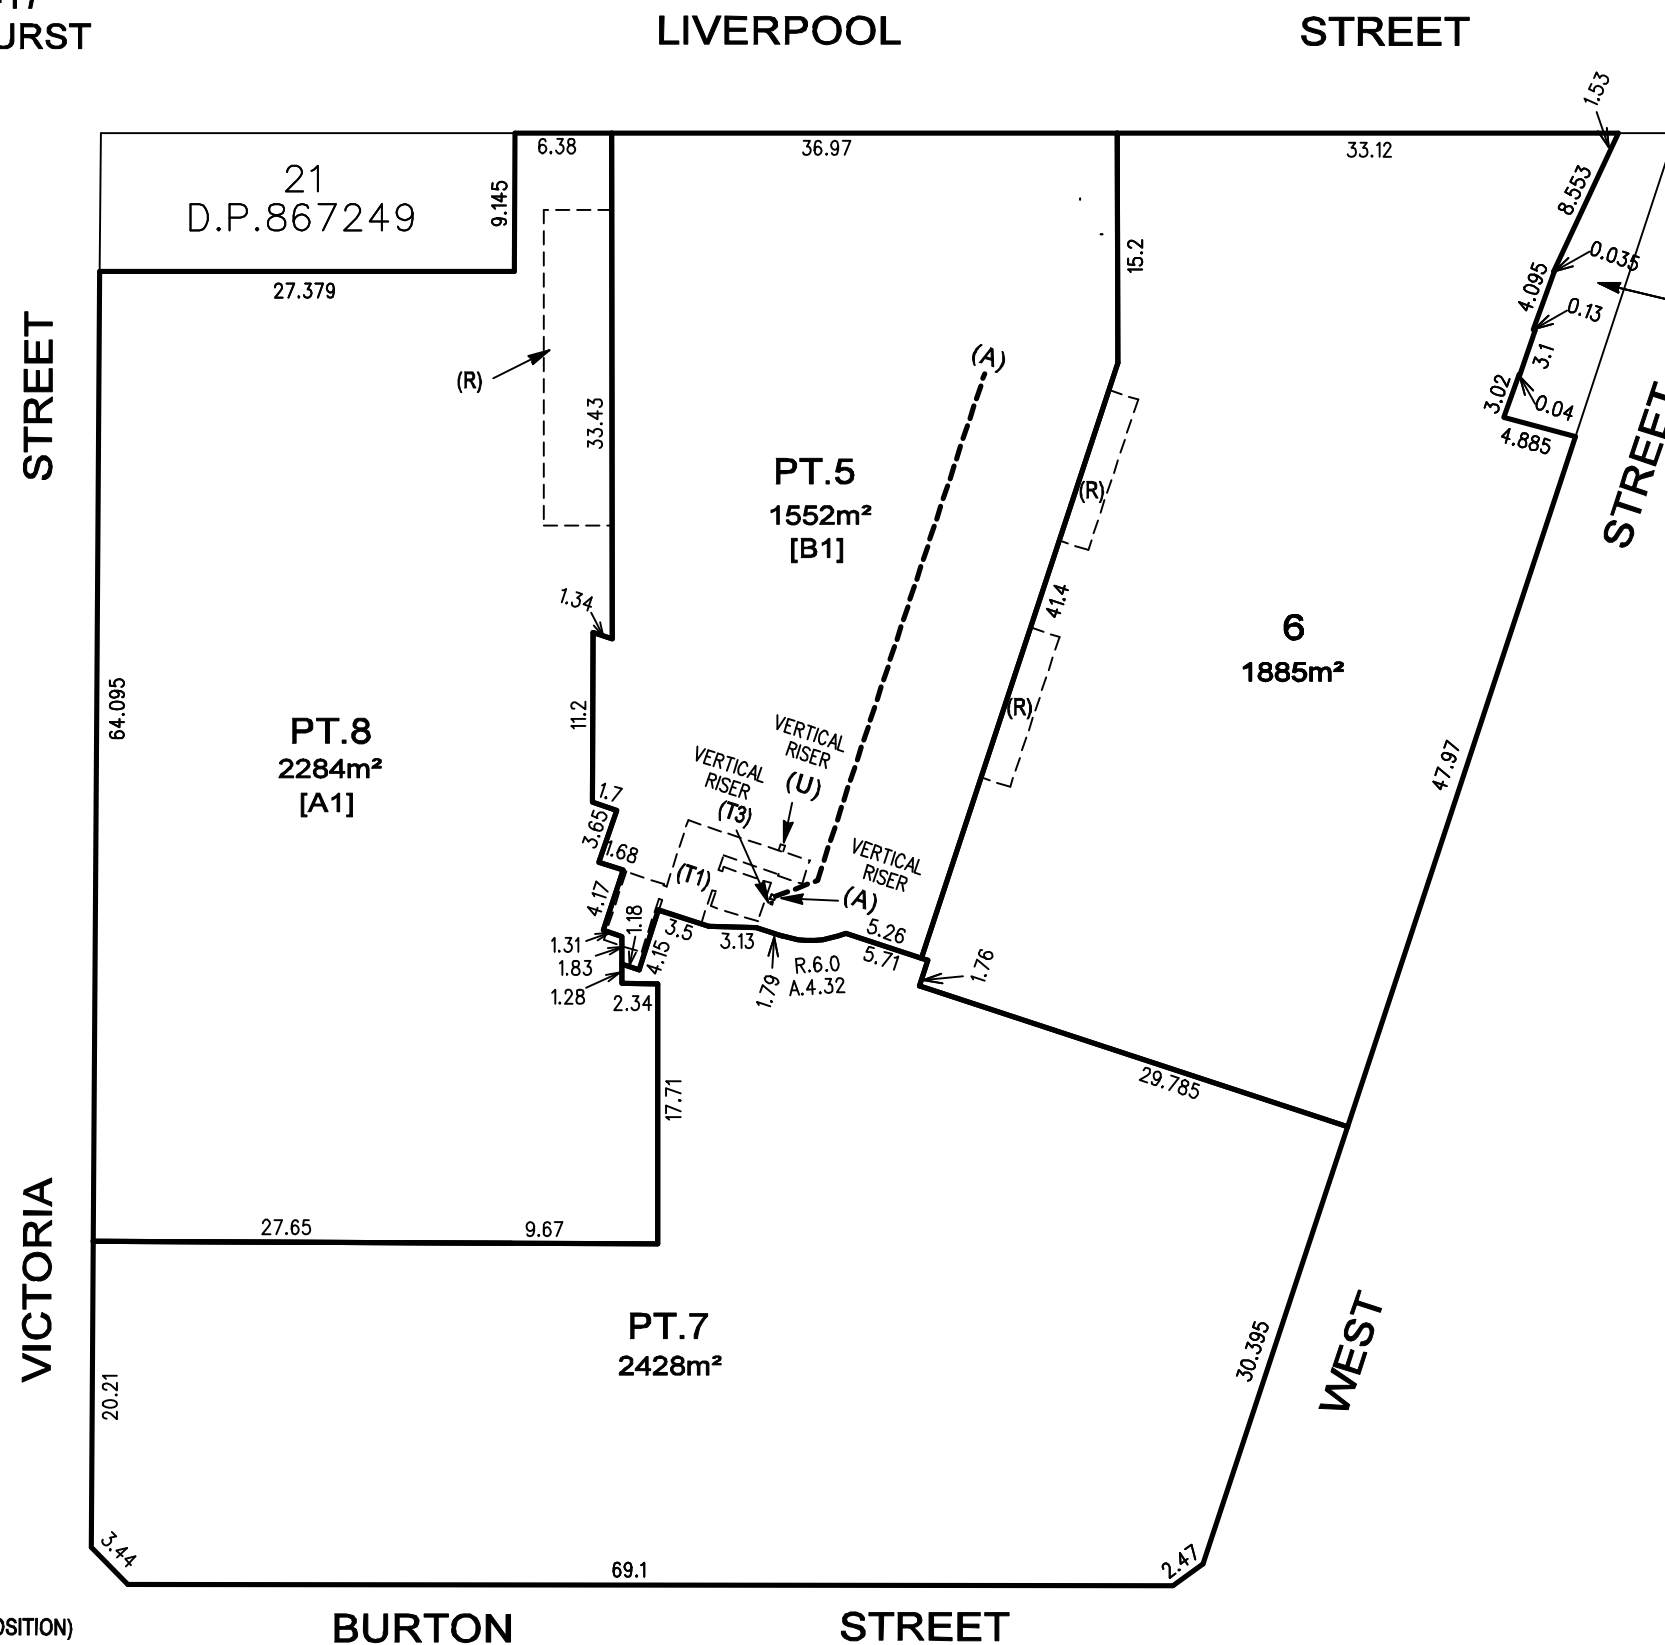 LIVERPOOL STREET
URST
1.53
6.38
36.97
33.12
21
D.P.867249
9.145
8.553
15.2
0.035
4.095
27.379
0.13
3.1
STREET
(R)
(A)
3.02
0.04
4.885
33.43
STREET
PT.5
1552m²
[B1]
(R)
1.34
41.4
6
1885m²
64.095
11.2
(R)
PT.8
2284m²
[A1]
VERTICAL
RISER
(U)
VERTICAL
RISER
(T3)
47.97
1.7
3.65
1.68
VERTICAL
RISER
(A)
(T1)
4.17
1.18
3.5
3.13
5.26
5.71
1.31
1.83
1.28
4.15
1.79
R.6.0
A.4.32
1.76
2.34
17.71
29.785
27.65
9.67
VICTORIA
PT.7
2428m²
30.395
WEST
20.21
3.44
69.1
2.47
BURTON STREET